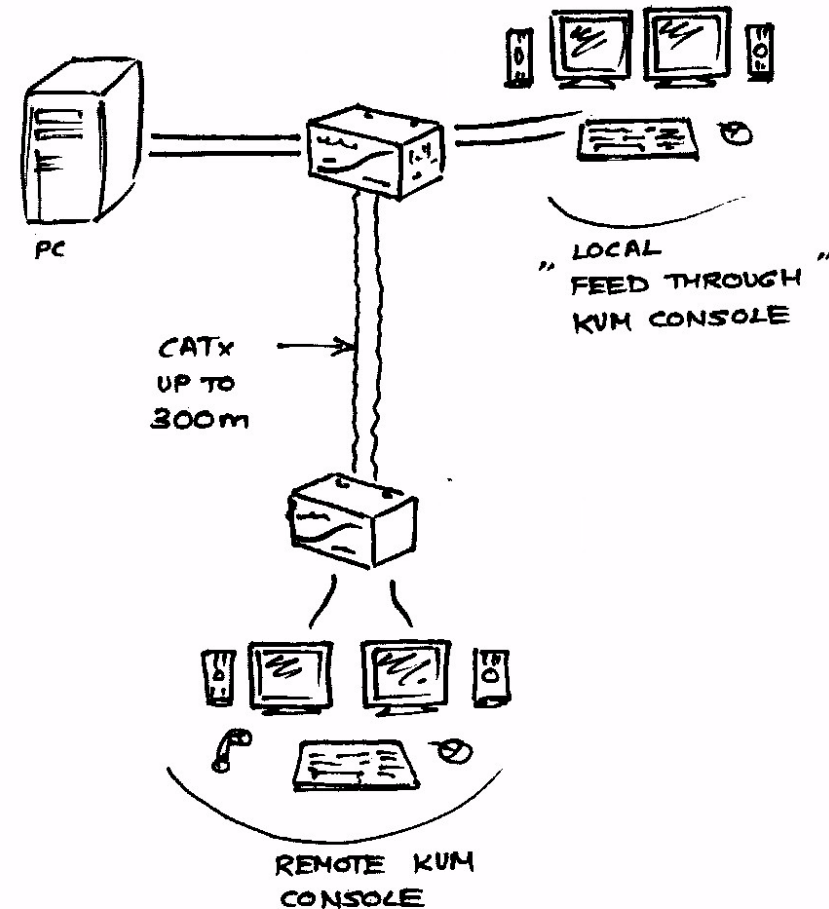 PC
„ LOCAL "
FEED THROUGH
KVM CONSOLE
CATx
UP TO
300m
REMOTE KVM
CONSOLE